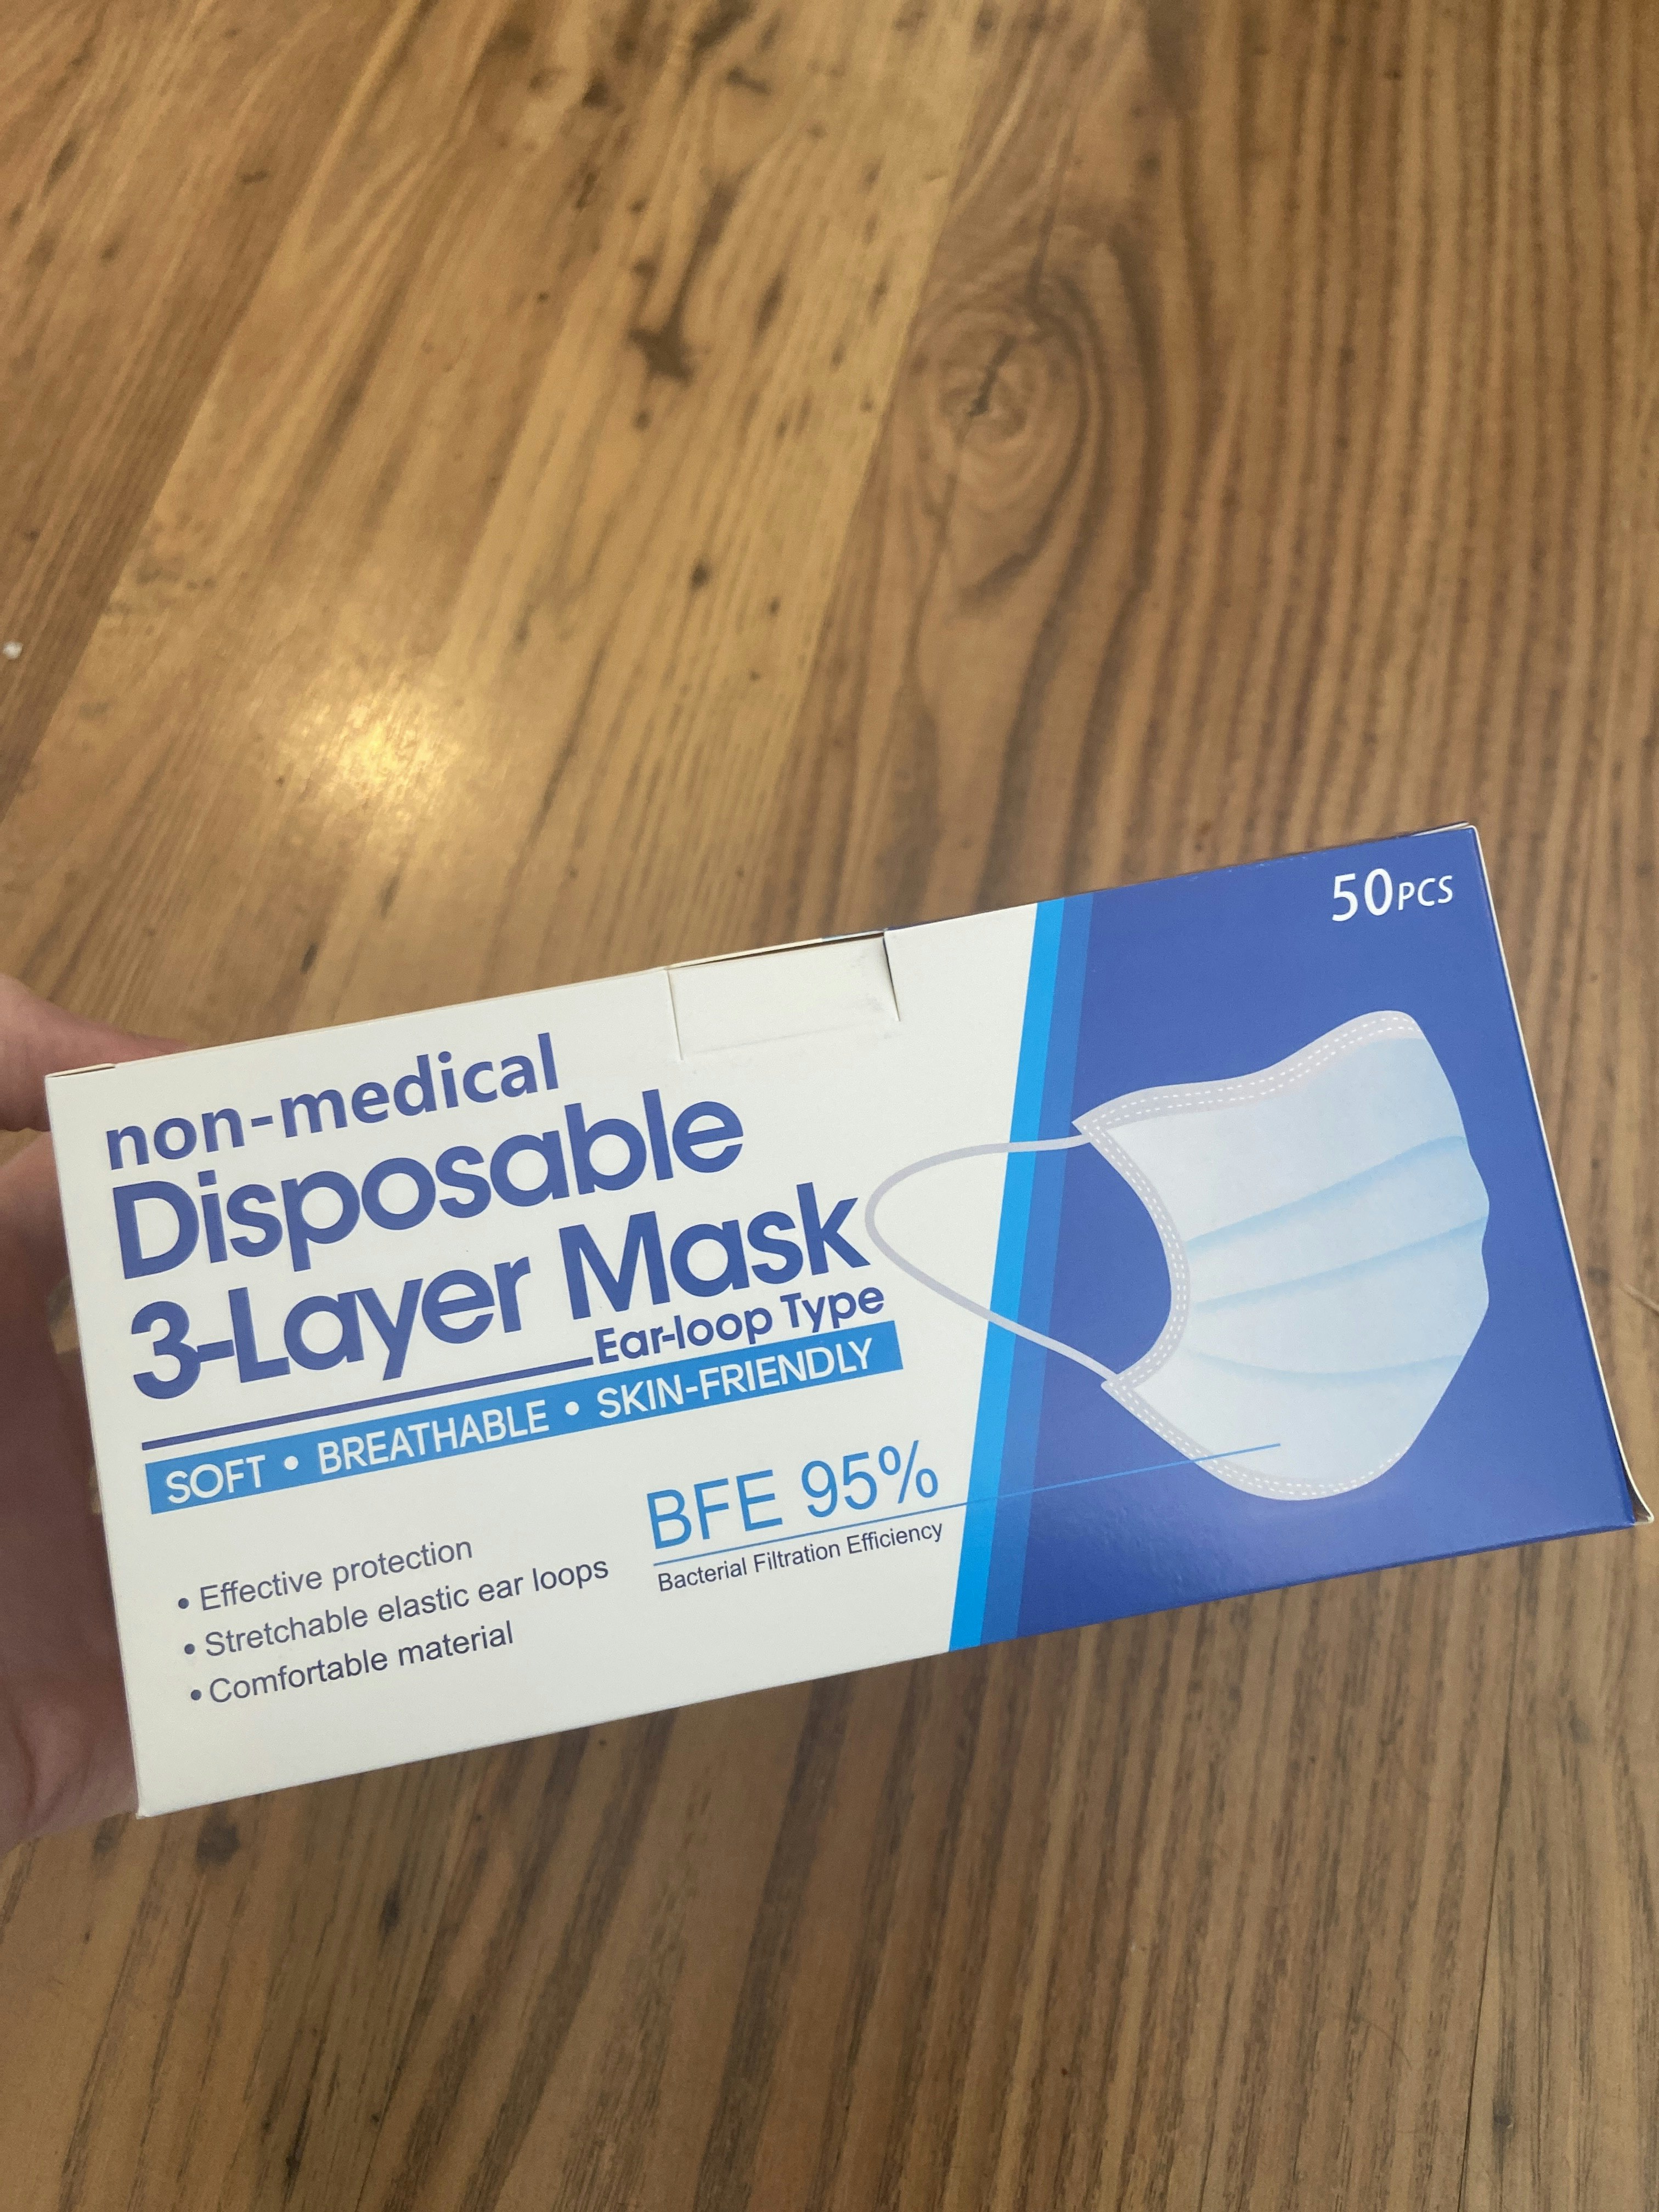 50PCS
non-medical
Disposable
3-Layer Mask
Ear-loop Type
SOFT • BREATHABLE • SKIN-FRIENDLY
BFE 95%
Bacterial Filtration Efficiency
• Effective protection
• Stretchable elastic ear loops
• Comfortable material